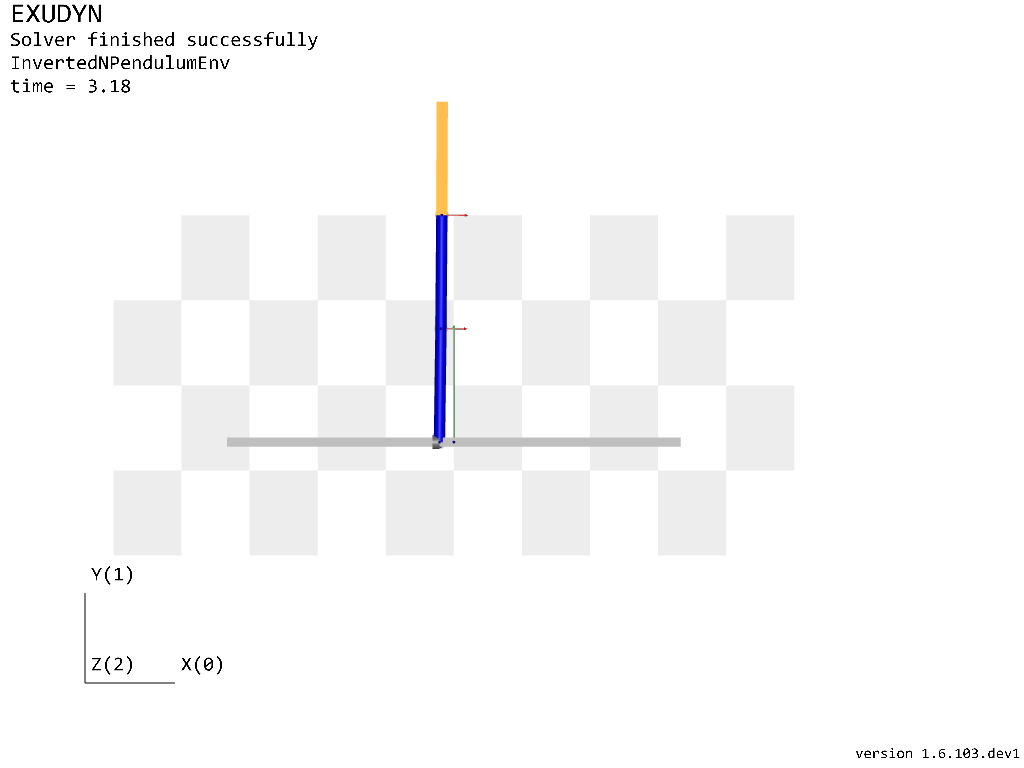 EXUDYN
Solver finished successfully
InvertedNPendulumEnv
time = 3.18
Y(1)
Z(2) X(0)
version 1.6.103.dev1